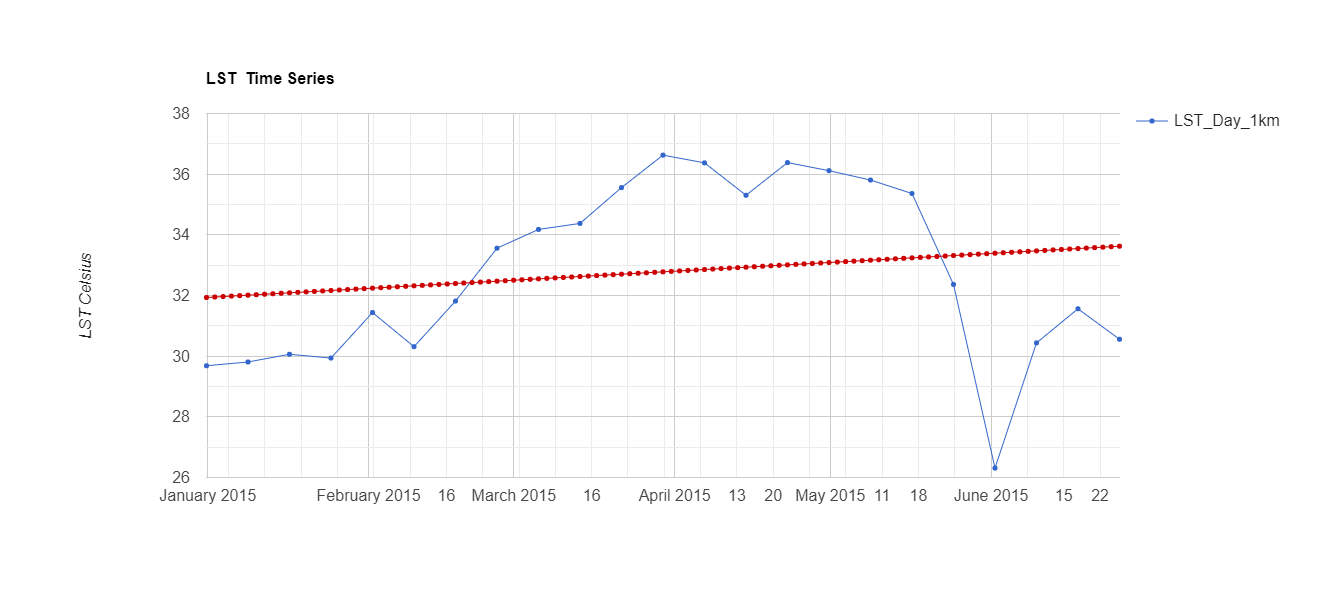 LST  Time Series
38
LST_Day_1km
36
34
LST Celsius
32
30
28
26
January 2015 February 2015 16 March 2015 16 April 2015 13 20 May 2015 11 18 June 2015 15 22